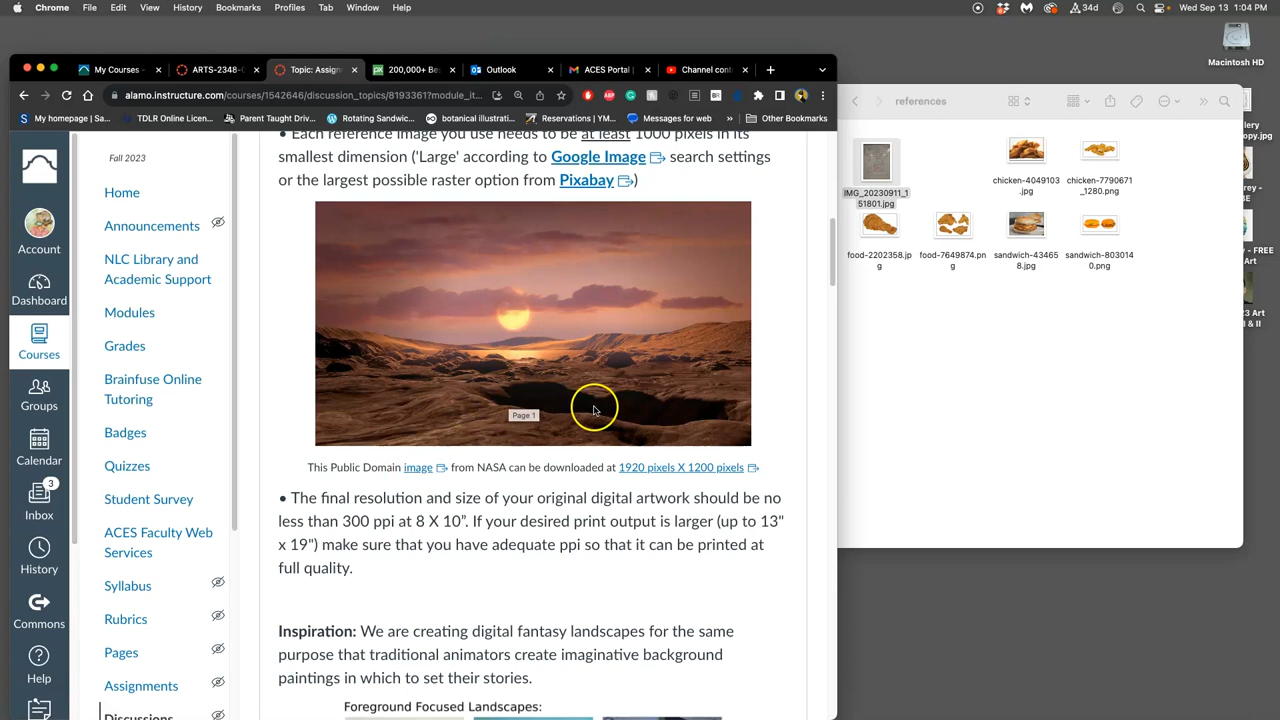 Chrome File Edit View History Bookmarks Profiles Tab Window Help
34d
Wed Sep 13 1:04 PM
Macintosh HD
My Courses -
ARTS-2348-
Topic: Assign
200,000+ Be
Outlook
ACES Portal
Channel con
alamo.instructure.com/courses/1542646/discussion_topics/8193361?module_it...
My homepage | Sa...
TDLR Online Licen...
Parent Taught Driv...
Rotating Sandwic...
botanical illustrati...
Reservations | YM...
Messages for web
Other Bookmarks
Account
Dashboard
Courses
Groups
Calendar
3
Inbox
History
Commons
Help
Fall 2023
Home
Announcements
NLC Library and
Academic Support
Modules
Grades
Brainfuse Online
Tutoring
Badges
Quizzes
Student Survey
ACES Faculty Web
Services
Syllabus
Rubrics
Pages
Assignments
Discussions
• Each reference image you use needs to be at least 1000 pixels in its
smallest dimension ('Large' according to Google Image search settings
or the largest possible raster option from Pixabay)
Page 1
This Public Domain image from NASA can be downloaded at 1920 pixels X 1200 pixels
• The final resolution and size of your original digital artwork should be no
less than 300 ppi at 8 X 10”. If your desired print output is larger (up to 13"
x 19") make sure that you have adequate ppi so that it can be printed at
full quality.
Inspiration: We are creating digital fantasy landscapes for the same
purpose that traditional animators create imaginative background
paintings in which to set their stories.
Foreground Focused Landscapes:
references
IMG_20230911_1
51801.jpg
chicken-4049103
.jpg
chicken-7790671
_1280.png
food-2202358.jp
g
food-7649874.pn
g
sandwich-43465
8.jpg
sandwich-803014
0.png